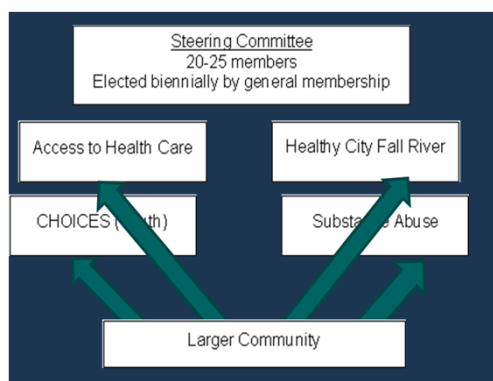 Steering Committee
20-25 members
Elected biennially by general membership
Access to Health Care
Healthy City Fall River
CHOICES (
Abuse
Larger Community